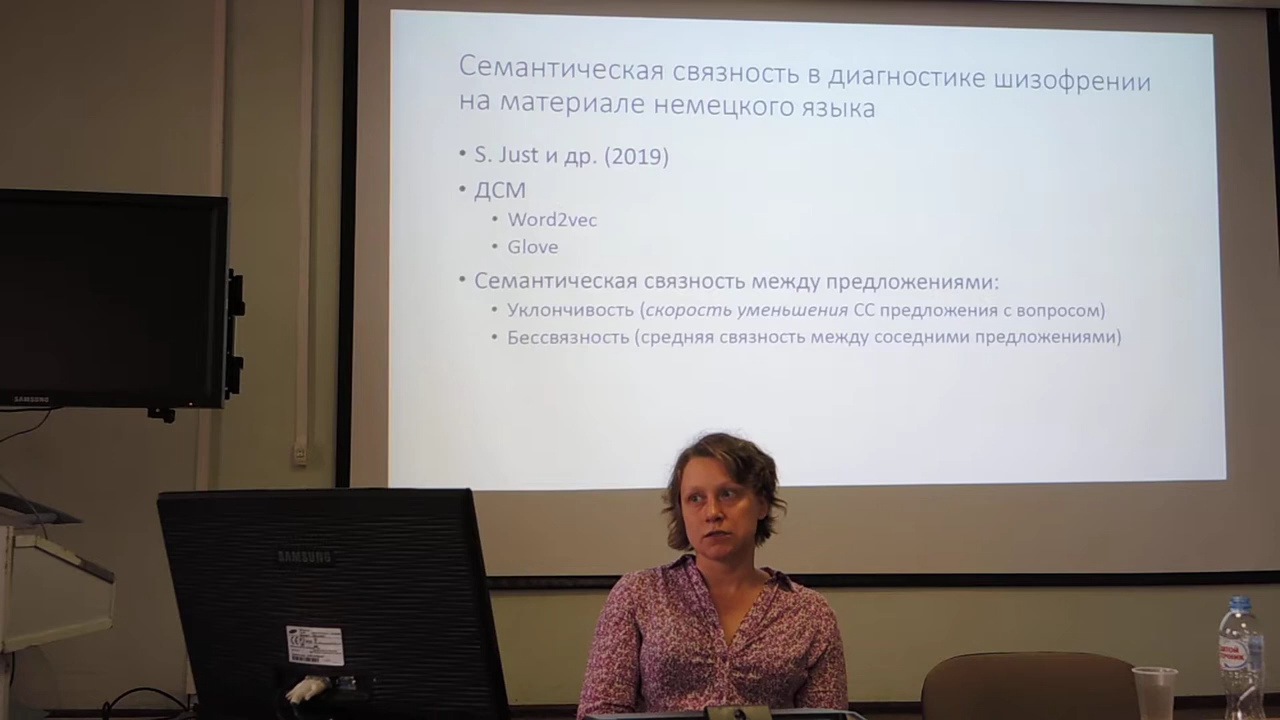 Семантическая связность в диагностике шизофрении
на материале немецкого языка
• S. Just и др. (2019)
• ДСМ
• Word2vec
• Glove
• Семантическая связность между предложениями:
• Уклончивость (скорость уменьшения СС предложения с вопросом)
• Бессвязность (средняя связность между соседними предложениями)
SAMSUNG
SAMSUNG